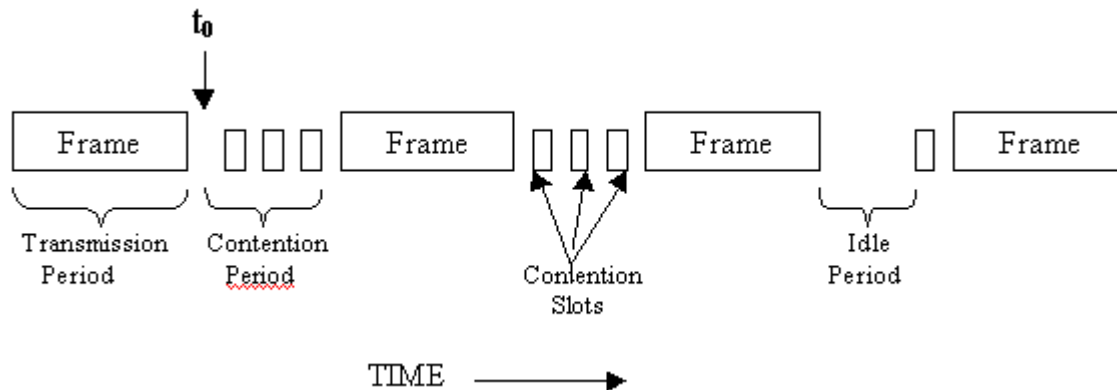 t0
Frame
Frame
Frame
Frame
Transmission
Period
Contention
Period
Contention
Slots
Idle
Period
TIME